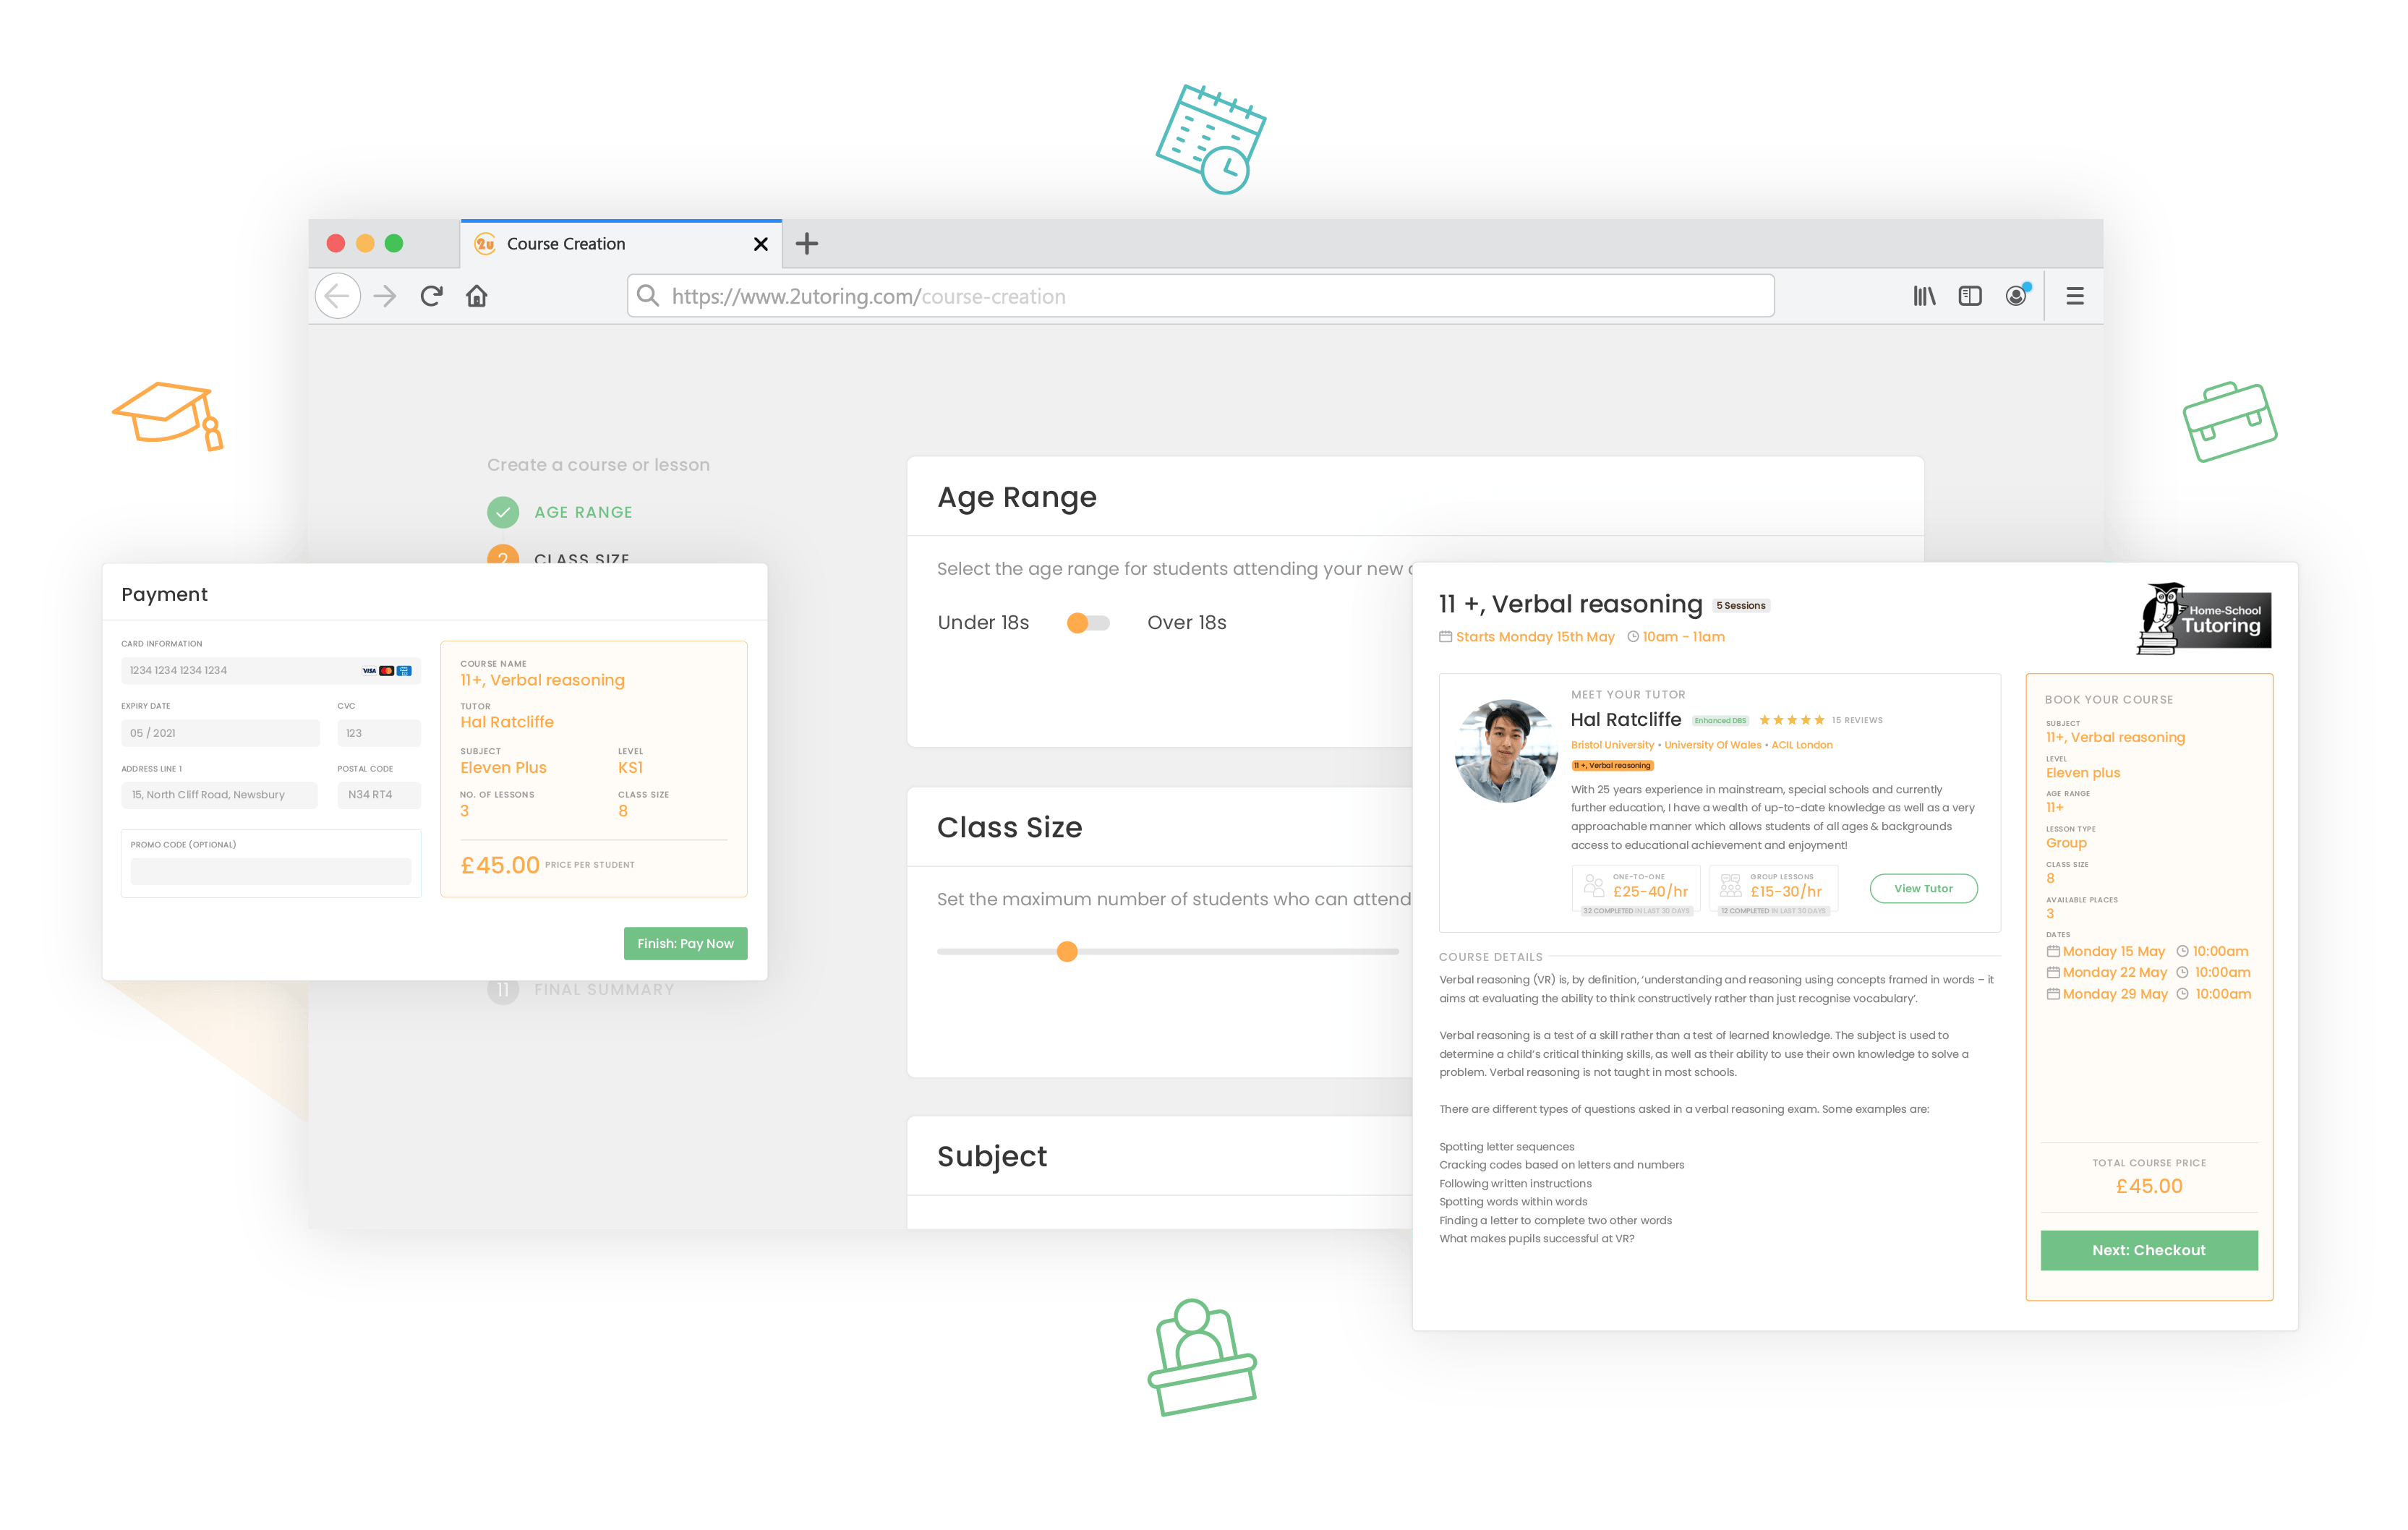 2u Course Creation
https://www.2utoring.com/course-creation
Create a course or lesson
AGE RANGE
2 CLASS SIZE
11 FINAL SUMMARY
Age Range
Select the age range for students attending your new
Under 18s Over 18s
Class Size
Set the maximum number of students who can attend
Subject
Payment
CARD INFORMATION
1234 1234 1234 1234 VISA
EXPIRY DATE CVC
05 / 2021 123
ADDRESS LINE 1 POSTAL CODE
15, North Cliff Road, Newsbury N34 RT4
PROMO CODE (OPTIONAL)
COURSE NAME
11+, Verbal reasoning
TUTOR
Hal Ratcliffe
SUBJECT LEVEL
Eleven Plus KS1
NO. OF LESSONS CLASS SIZE
3 8
£45.00 PRICE PER STUDENT
Finish: Pay Now
11 +, Verbal reasoning 5 Sessions
Starts Monday 15th May 10am - 11am
Home-School
Tutoring
MEET YOUR TUTOR
Hal Ratcliffe Enhanced DBS 15 REVIEWS
Bristol University • University Of Wales • ACIL London
11 +, Verbal reasoning
With 25 years experience in mainstream, special schools and currently
further education, I have a wealth of up-to-date knowledge as well as a very
approachable manner which allows students of all ages & backgrounds
access to educational achievement and enjoyment!
ONE-TO-ONE GROUP LESSONS
£25-40/hr £15-30/hr
32 COMPLETED IN LAST 30 DAYS 12 COMPLETED IN LAST 30 DAYS
View Tutor
COURSE DETAILS
Verbal reasoning (VR) is, by definition, ‘understanding and reasoning using concepts framed in words – it
aims at evaluating the ability to think constructively rather than just recognise vocabulary’.
Verbal reasoning is a test of a skill rather than a test of learned knowledge. The subject is used to
determine a child’s critical thinking skills, as well as their ability to use their own knowledge to solve a
problem. Verbal reasoning is not taught in most schools.
There are different types of questions asked in a verbal reasoning exam. Some examples are:
Spotting letter sequences
Cracking codes based on letters and numbers
Following written instructions
Spotting words within words
Finding a letter to complete two other words
What makes pupils successful at VR?
BOOK YOUR COURSE
SUBJECT
11+, Verbal reasoning
LEVEL
Eleven plus
AGE RANGE
11+
LESSON TYPE
Group
CLASS SIZE
8
AVAILABLE PLACES
3
DATES
Monday 15 May 10:00am
Monday 22 May 10:00am
Monday 29 May 10:00am
TOTAL COURSE PRICE
£45.00
Next: Checkout